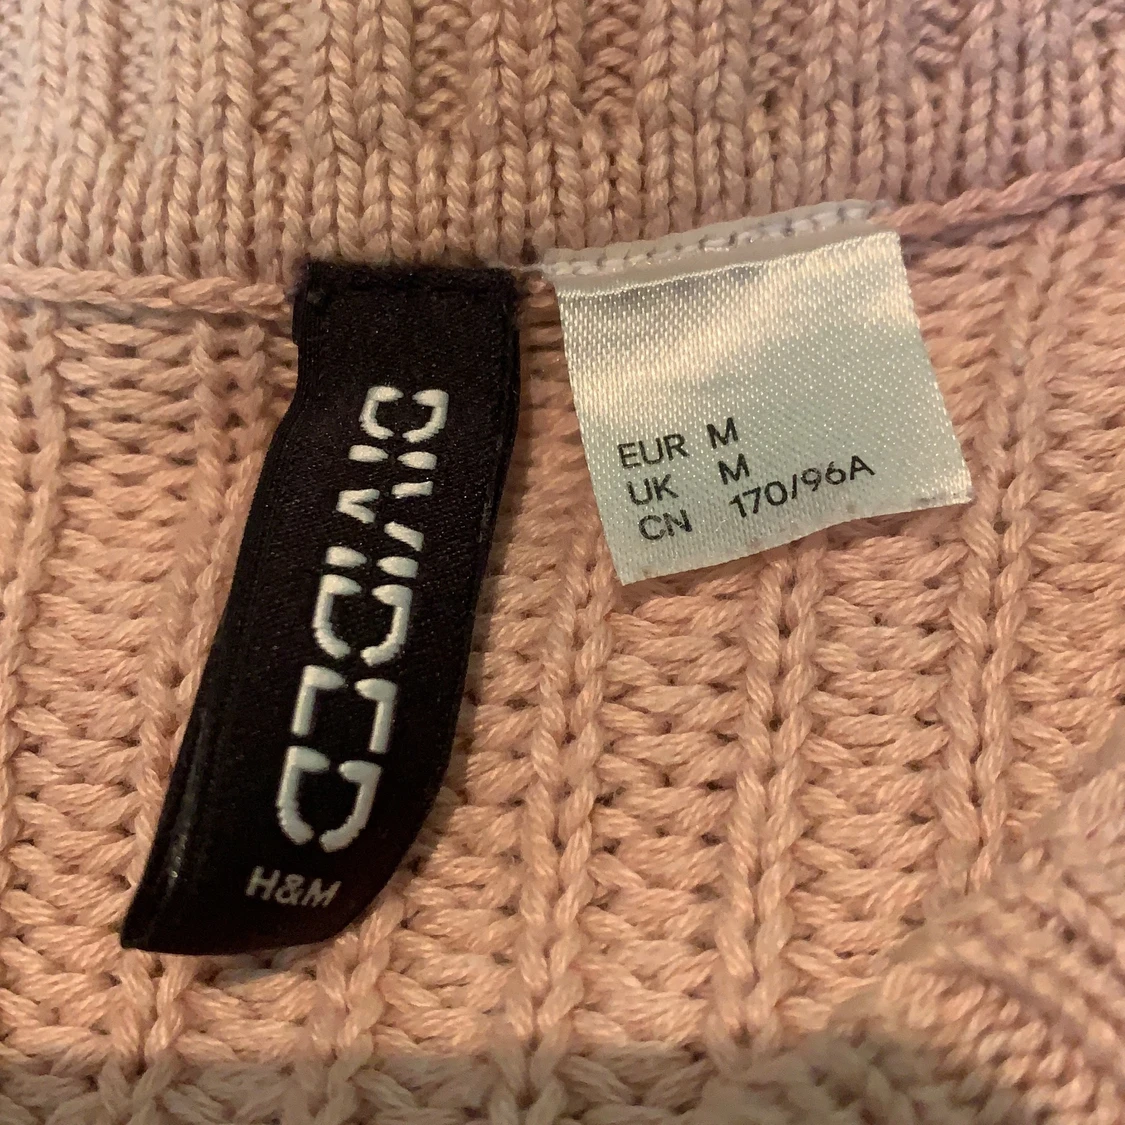 DIVIDED
H&M
EUR M
UK M
CN 170/96A